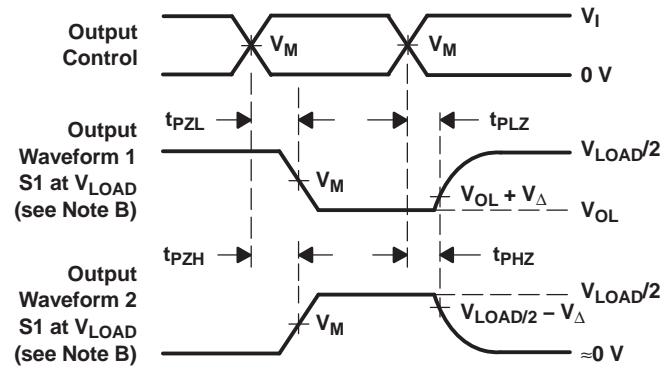 Output
Control
V_M
V_M
V_I
0 V
t_PZL
t_PLZ
Output
Waveform 1
S1 at V_LOAD
(see Note B)
V_M
V_LOAD/2
V_OL + V_Δ
V_OL
t_PZH
t_PHZ
Output
Waveform 2
S1 at V_LOAD
(see Note B)
V_M
V_LOAD/2
V_LOAD/2 − V_Δ
≈0 V